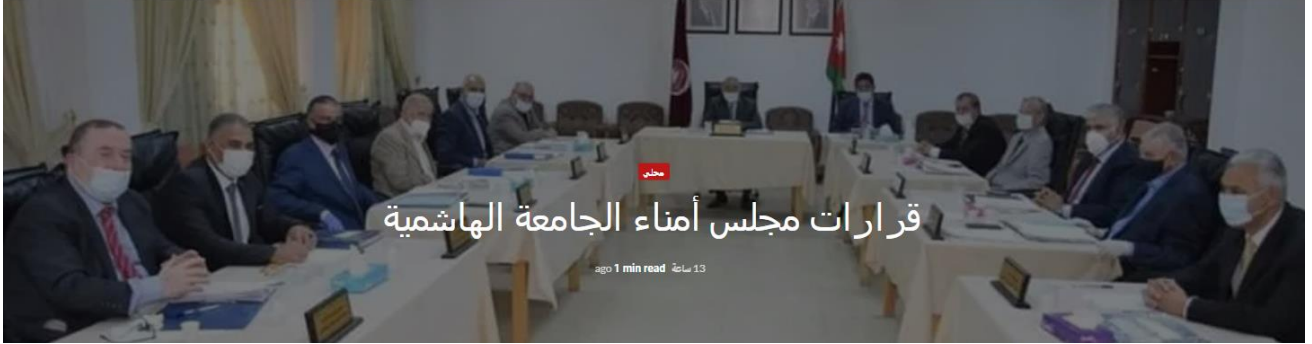 محلي
قرارات مجلس أمناء الجامعة الهاشمية
13 ساعة ago 1 min read